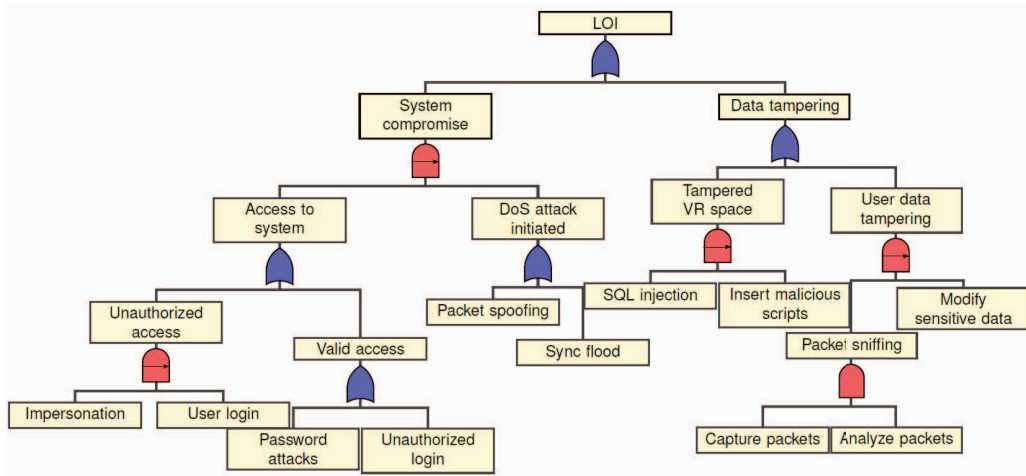 LOI
System
compromise
Data tampering
Access to
system
DoS attack
initiated
Tampered
VR space
User data
tampering
Unauthorized
access
Valid access
Packet spoofing
Sync flood
SQL injection
Insert malicious
scripts
Modify
sensitive data
Packet sniffing
Impersonation
User login
Password
attacks
Unauthorized
login
Capture packets
Analyze packets